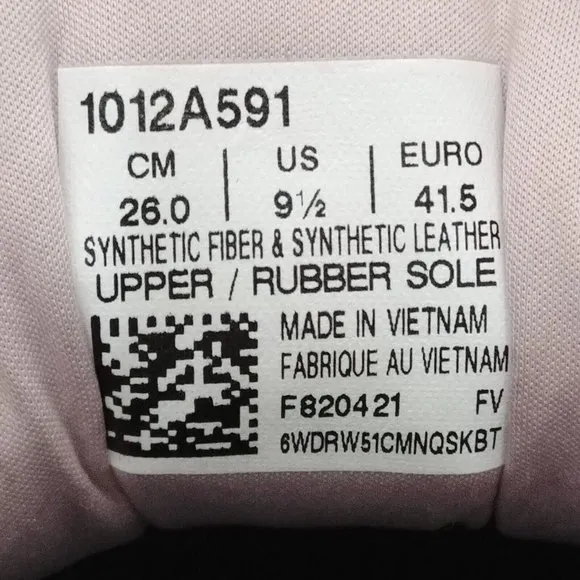 1012A591
CM | US | EURO
26.0 | 9½ | 41.5
SYNTHETIC FIBER & SYNTHETIC LEATHER
UPPER / RUBBER SOLE
MADE IN VIETNAM
FABRIQUE AU VIETNAM
F820421 FV
6WDRW51CMNQSKBT